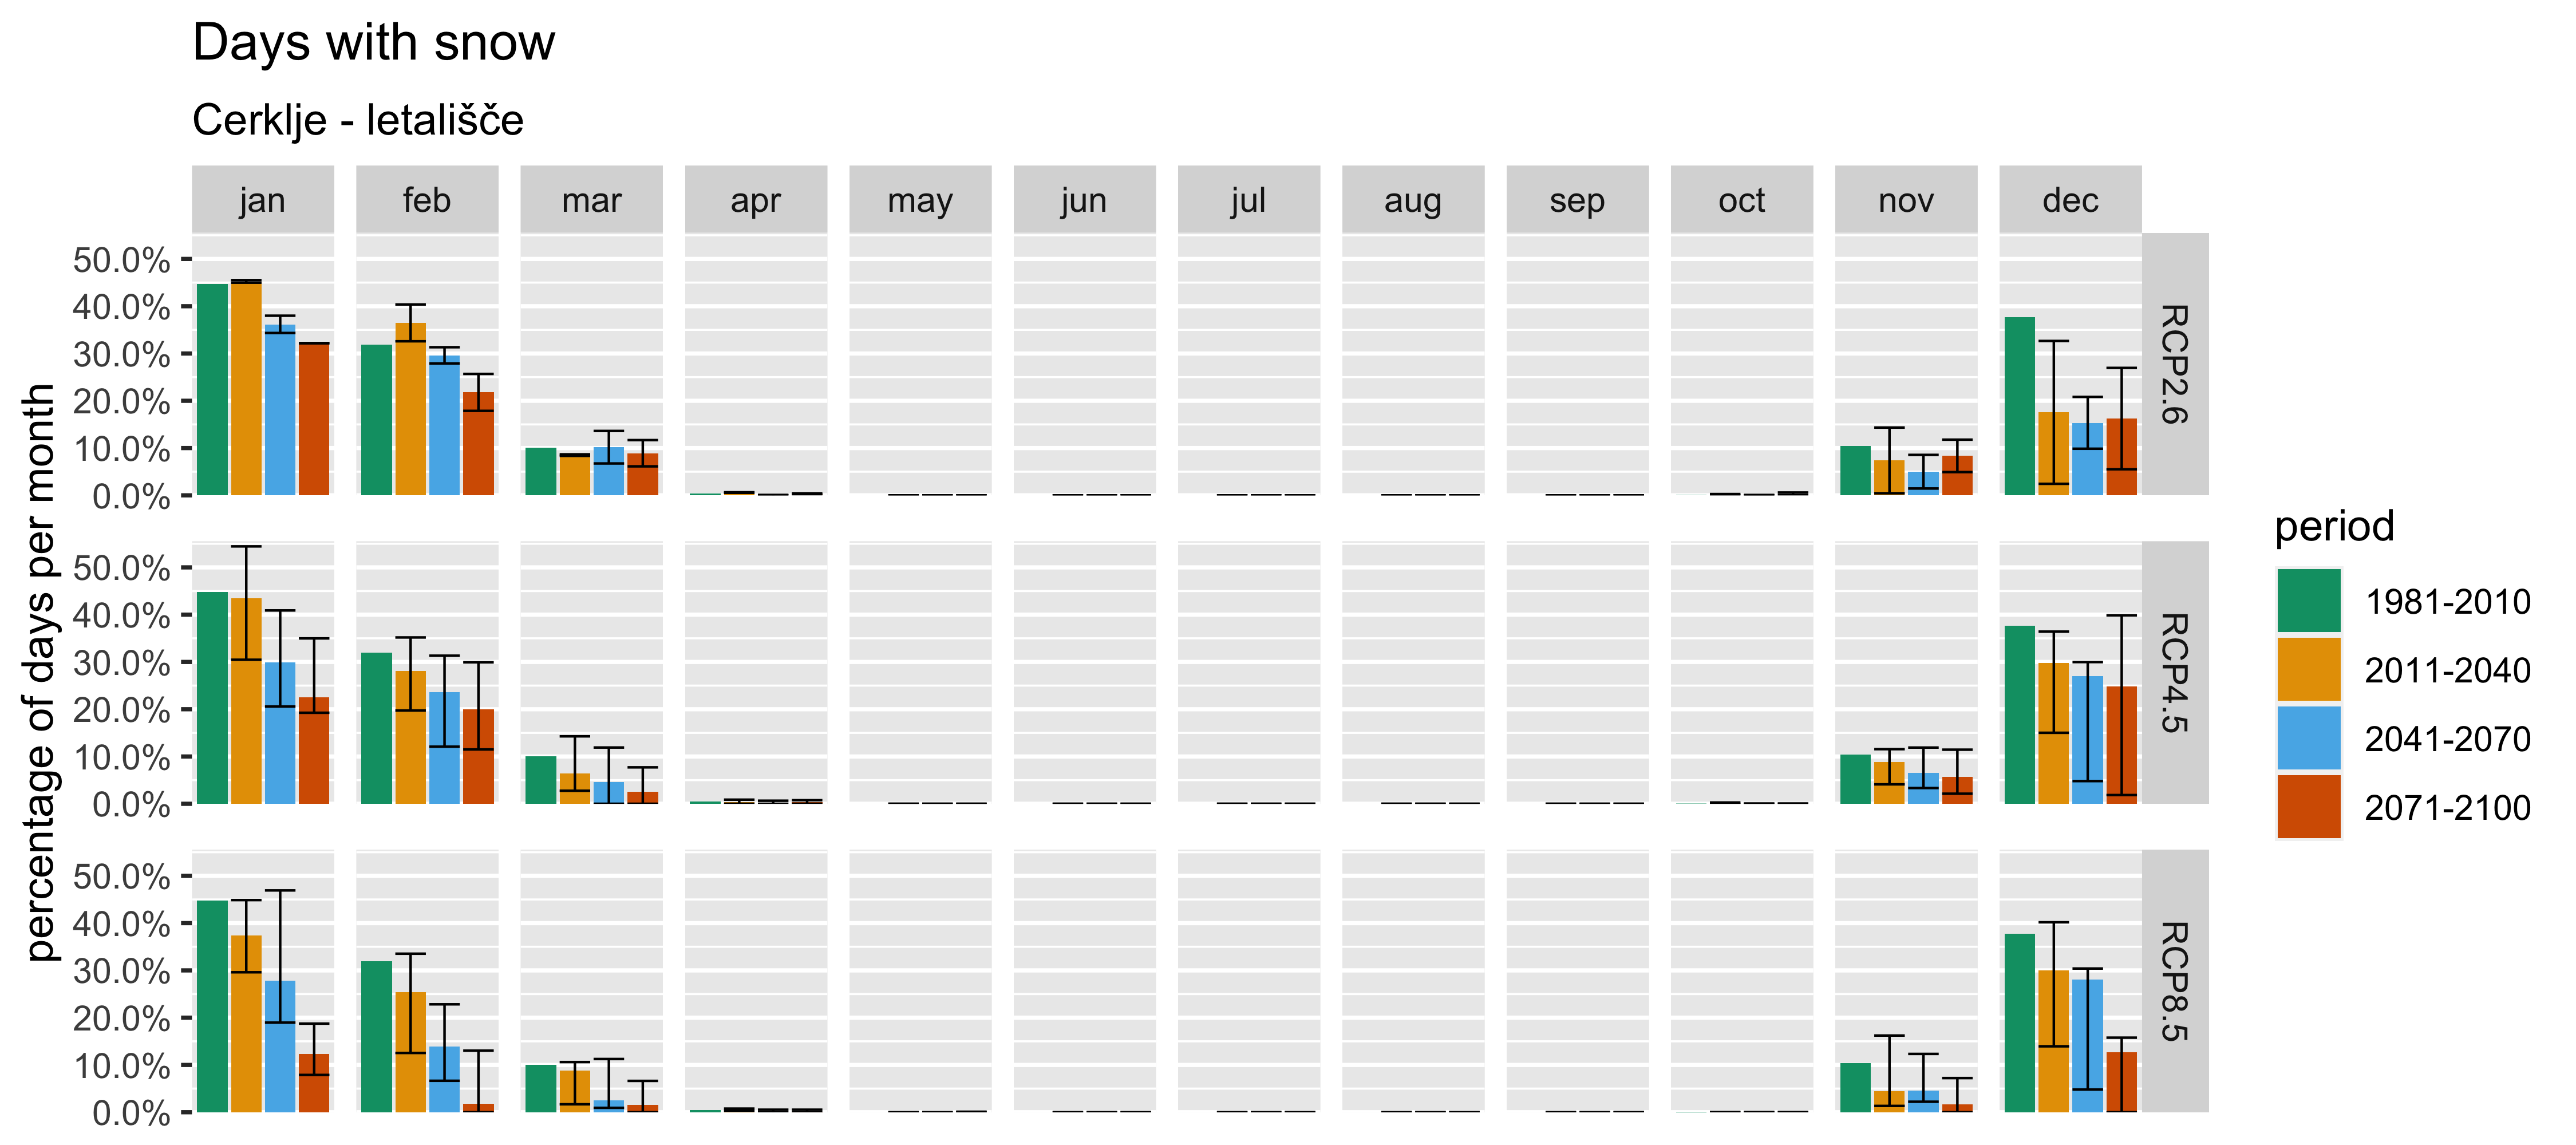 Days with snow
Cerklje - letališče
jan feb mar apr may jun jul aug sep oct nov dec
percentage of days per month
50.0%
40.0%
30.0%
20.0%
10.0%
0.0%
RCP2.6
50.0%
40.0%
30.0%
20.0%
10.0%
0.0%
RCP4.5
50.0%
40.0%
30.0%
20.0%
10.0%
0.0%
RCP8.5
period
1981-2010
2011-2040
2041-2070
2071-2100